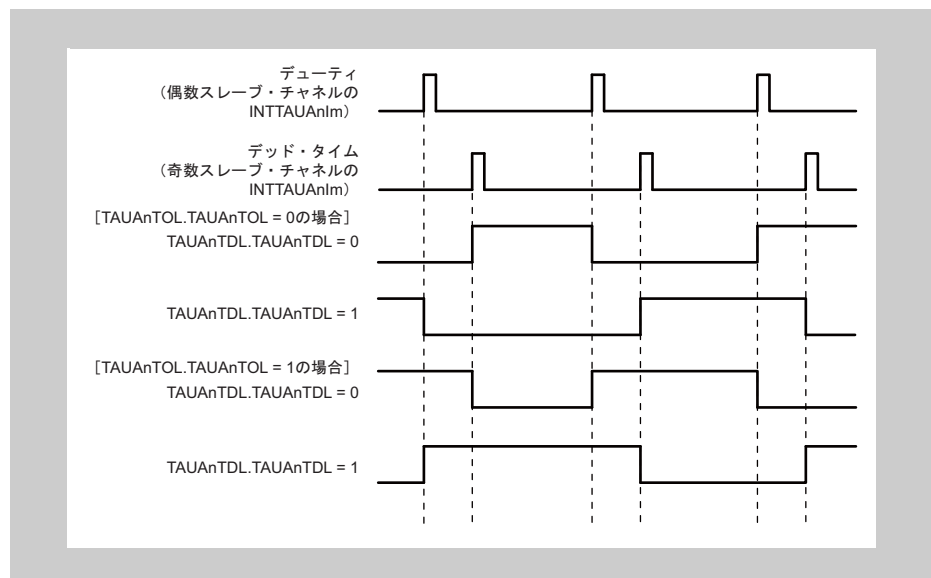 デューティ
（偶数スレーブ・チャネルの
INTTAUAnIm）
デッド・タイム
（奇数スレーブ・チャネルの
INTTAUAnIm）
［TAUAnTOL.TAUAnTOL = 0の場合］
TAUAnTDL.TAUAnTDL = 0
TAUAnTDL.TAUAnTDL = 1
［TAUAnTOL.TAUAnTOL = 1の場合］
TAUAnTDL.TAUAnTDL = 0
TAUAnTDL.TAUAnTDL = 1